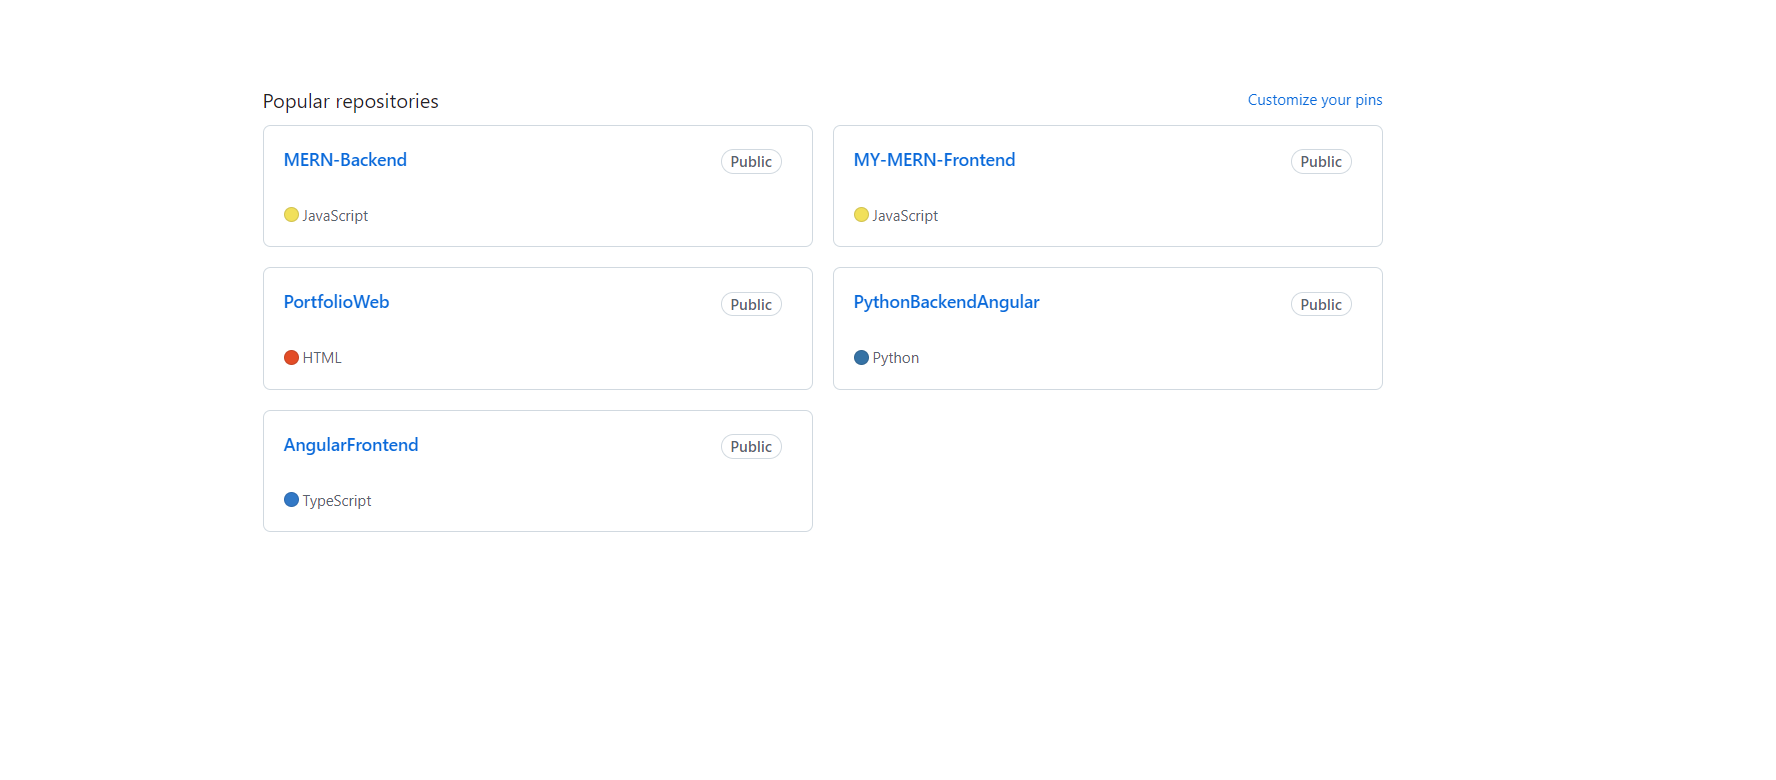 Popular repositories
Customize your pins
MERN-Backend
Public
JavaScript
MY-MERN-Frontend
Public
JavaScript
PortfolioWeb
Public
HTML
PythonBackendAngular
Public
Python
AngularFrontend
Public
TypeScript